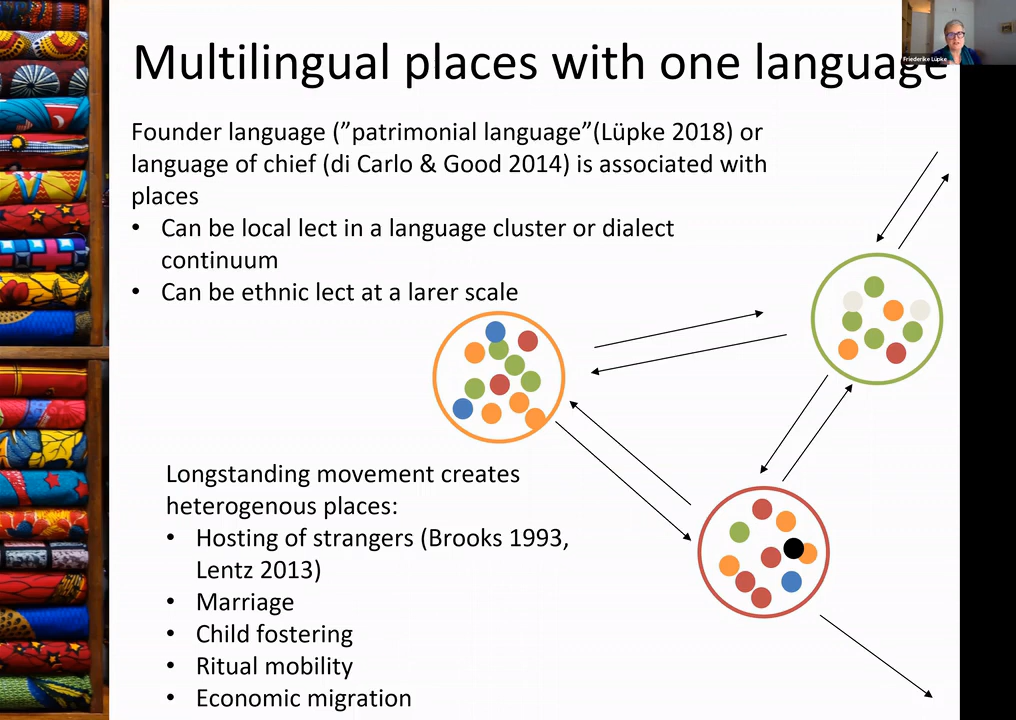 Multilingual places with one language
Friederike Lüpke
Founder language (”patrimonial language”(Lüpke 2018) or
language of chief (di Carlo & Good 2014) is associated with
places
• Can be local lect in a language cluster or dialect
continuum
• Can be ethnic lect at a larer scale
Longstanding movement creates
heterogenous places:
• Hosting of strangers (Brooks 1993,
Lentz 2013)
• Marriage
• Child fostering
• Ritual mobility
• Economic migration